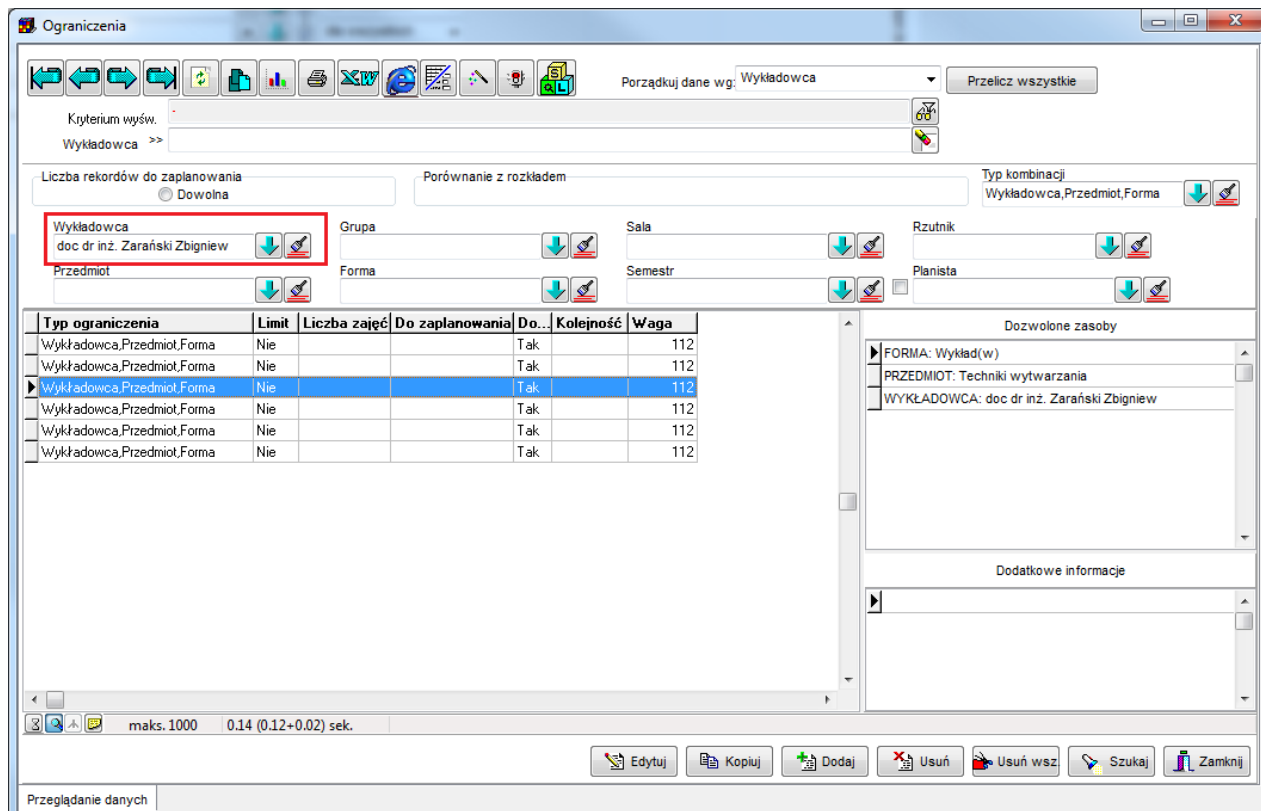 Ograniczenia
XW
SQL
Porządkuj dane wg: Wykładowca
Przelicz wszystkie
Kryterium wyśw. -
Wykładowca >>
Liczba rekordów do zaplanowania
Dowolna
Porównanie z rozkładem
Typ kombinacji
Wykładowca,Przedmiot,Forma
Wykładowca Grupa Sala Rzutnik
doc dr inż. Zarański Zbigniew
Przedmiot Forma Semestr Planista
Typ ograniczenia Limit Liczba zajęć Do zaplanowania Do... Kolejność Waga
Wykładowca,Przedmiot,Forma Nie Tak 112
Wykładowca,Przedmiot,Forma Nie Tak 112
Wykładowca,Przedmiot,Forma Nie Tak 112
Wykładowca,Przedmiot,Forma Nie Tak 112
Wykładowca,Przedmiot,Forma Nie Tak 112
Wykładowca,Przedmiot,Forma Nie Tak 112
Dozwolone zasoby
FORMA: Wykład(w)
PRZEDMIOT: Techniki wytwarzania
WYKŁADOWCA: doc dr inż. Zarański Zbigniew
Dodatkowe informacje
maks. 1000 0.14 (0.12+0.02) sek.
Edytuj Kopiuj Dodaj Usuń Usuń wsz. Szukaj Zamknij
Przeglądanie danych